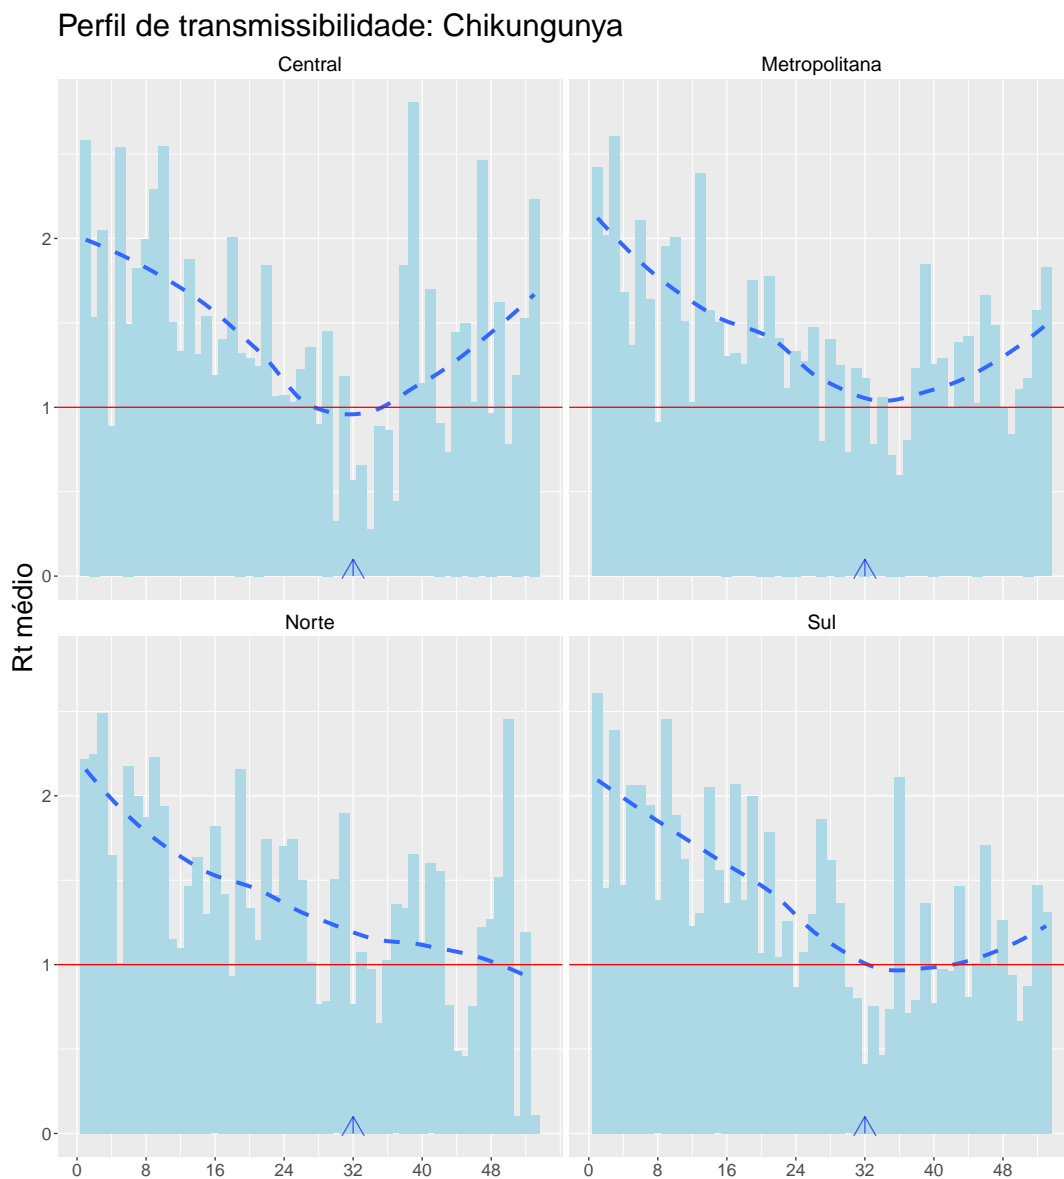 Perfil de transmissibilidade: Chikungunya
Central
Metropolitana
2
1
0
Norte
Sul
2
1
0
0 8 16 24 32 40 48
0 8 16 24 32 40 48
Rt médio